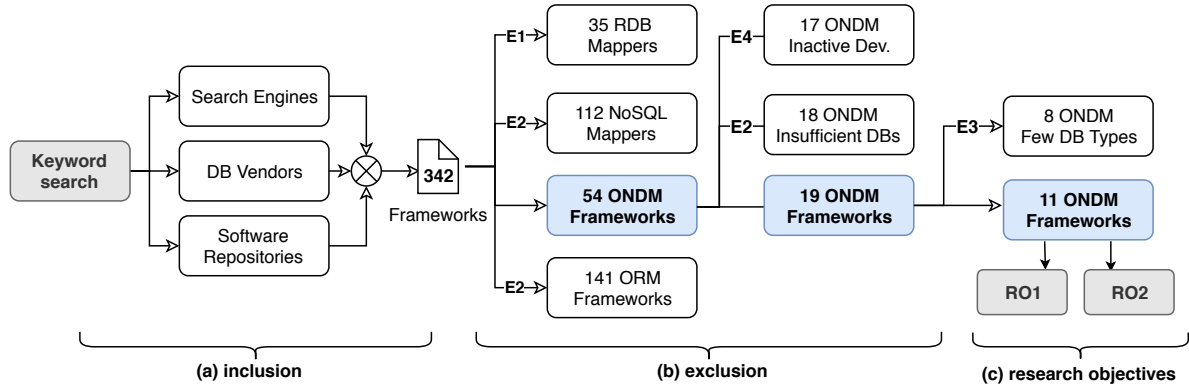 Keyword
search
Search Engines
DB Vendors
Software
Repositories
342
Frameworks
E1
35 RDB
Mappers
E2
112 NoSQL
Mappers
54 ONDM
Frameworks
E2
141 ORM
Frameworks
E4
17 ONDM
Inactive Dev.
E2
18 ONDM
Insufficient DBs
19 ONDM
Frameworks
E3
8 ONDM
Few DB Types
11 ONDM
Frameworks
RO1
RO2
(a) inclusion
(b) exclusion
(c) research objectives